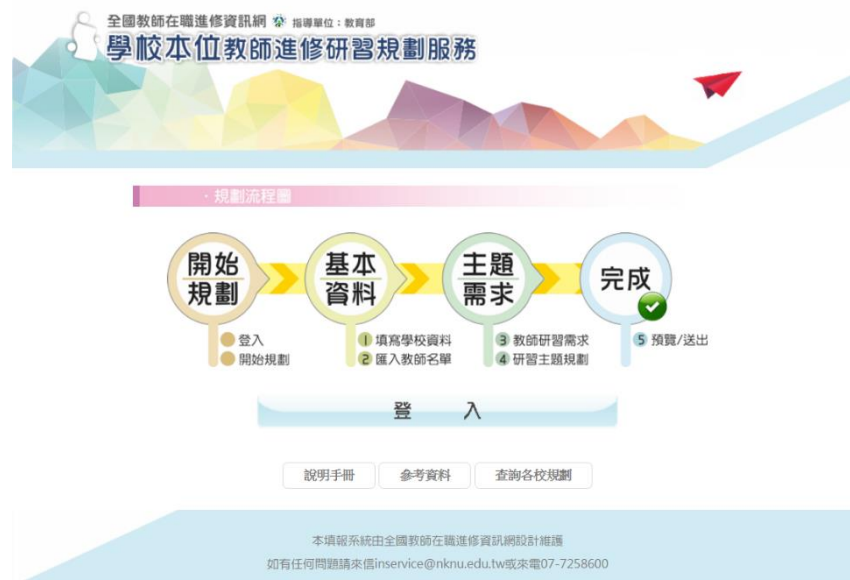 全國教師在職進修資訊網 指導單位：教育部
學校本位教師進修研習規劃服務
· 規劃流程圖
開始
規劃
基本
資料
主題
需求
完成
登入
開始規劃
1 填寫學校資料
2 匯入教師名單
3 教師研習需求
4 研習主題規劃
5 預覽/送出
登 入
說明手冊 參考資料 查詢各校規劃
本填報系統由全國教師在職進修資訊網設計維護
如有任何問題請來信inservice@nknu.edu.tw或來電07-7258600